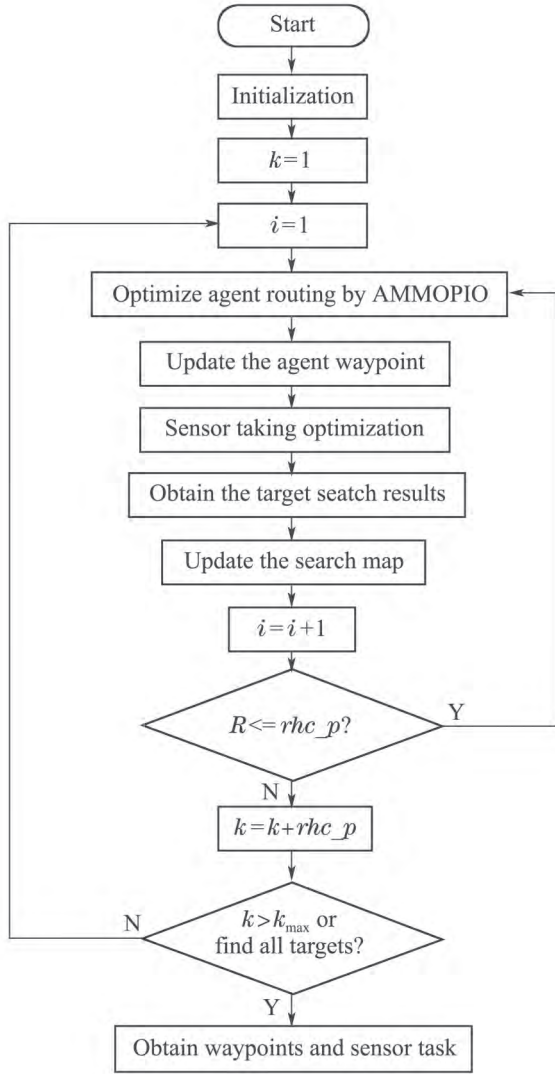 Start
Initialization
k=1
i=1
Optimize agent routing by AMMOPIO
Update the agent waypoint
Sensor taking optimization
Obtain the target seatch results
Update the search map
i=i+1
R<=rhc_p?
Y
N
k=k+rhc_p
N
k>kmax or
find all targets?
Y
Obtain waypoints and sensor task